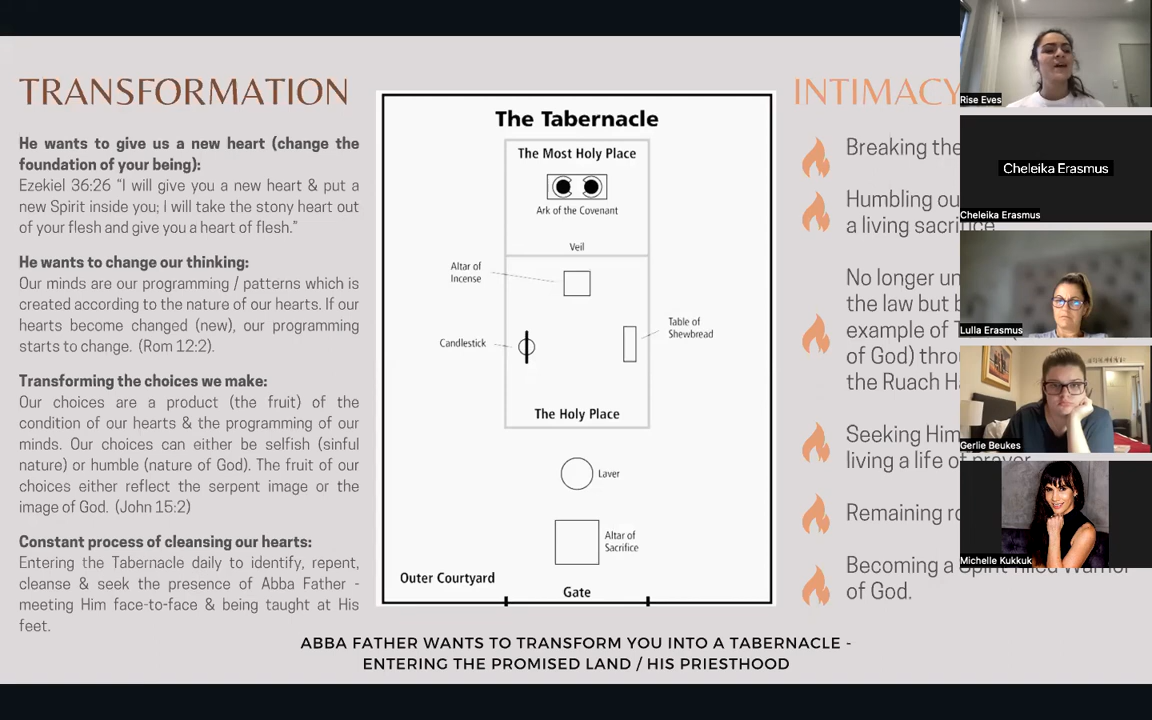 TRANSFORMATION
He wants to give us a new heart (change the
foundation of your being):
Ezekiel 36:26 “I will give you a new heart & put a
new Spirit inside you; I will take the stony heart out
of your flesh and give you a heart of flesh.”
He wants to change our thinking:
Our minds are our programming / patterns which is
created according to the nature of our hearts. If our
hearts become changed (new), our programming
starts to change. (Rom 12:2).
Transforming the choices we make:
Our choices are a product (the fruit) of the
condition of our hearts & the programming of our
minds. Our choices can either be selfish (sinful
nature) or humble (nature of God). The fruit of our
choices either reflect the serpent image or the
image of God. (John 15:2)
Constant process of cleansing our hearts:
Entering the Tabernacle daily to identify, repent,
cleanse & seek the presence of Abba Father -
meeting Him face-to-face & being taught at His
feet.
The Tabernacle
The Most Holy Place
Ark of the Covenant
Veil
Altar of
Incense
Candlestick
Table of
Shewbread
The Holy Place
Laver
Altar of
Sacrifice
Outer Courtyard
Gate
ABBA FATHER WANTS TO TRANSFORM YOU INTO A TABERNACLE -
ENTERING THE PROMISED LAND / HIS PRIESTHOOD
INTIMACY
Breaking the
Humbling
a living sacrifice
No longer
the law but
example of
of God)
the Ruach
Seeking Him
living a life of prayer
Remaining
Becoming a Spirit filled Warrior
of God.
Rise Eves
Cheleika Erasmus
Cheleika Erasmus
Lulla Erasmus
Gerlie Beukes
Michelle Kukkuk